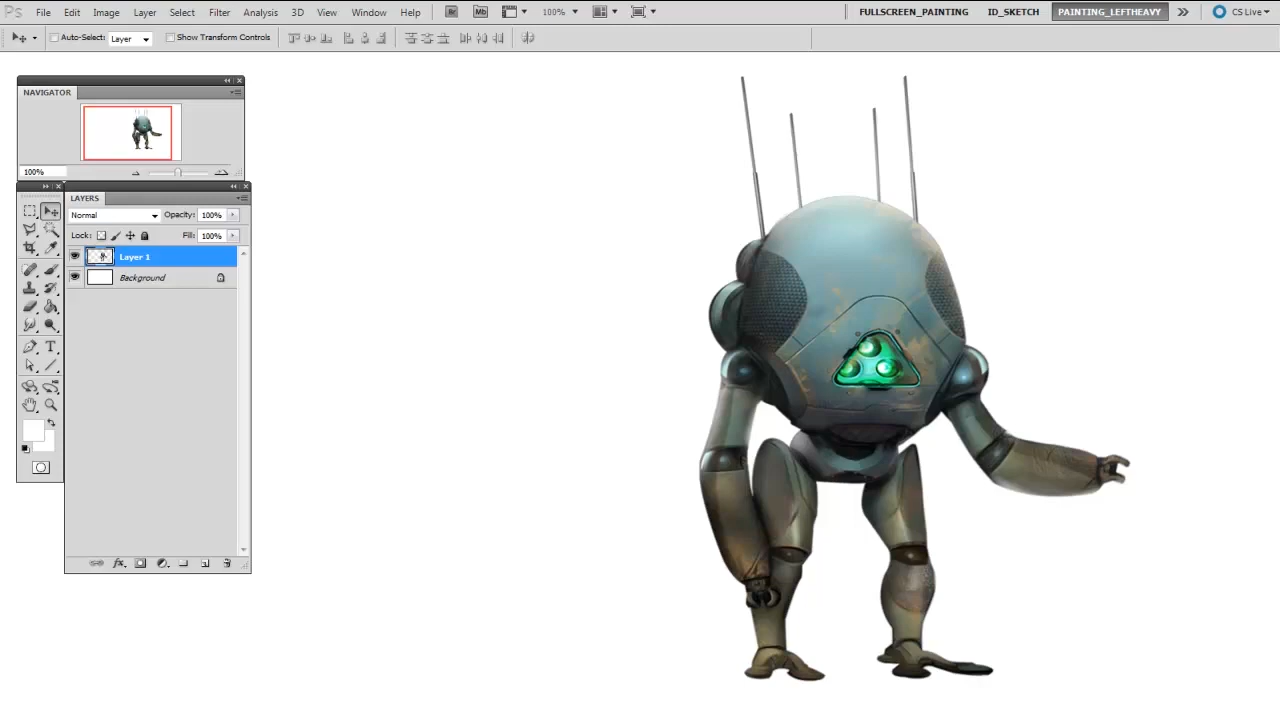 Ps File Edit Image Layer Select Filter Analysis 3D View Window Help Br Mb 100% FULLSCREEN_PAINTING ID_SKETCH PAINTING_LEFTHEAVY CS Live
Auto-Select: Layer Show Transform Controls
NAVIGATOR
100%
LAYERS
Normal Opacity: 100%
Lock: Fill: 100%
Layer 1
Background
fx